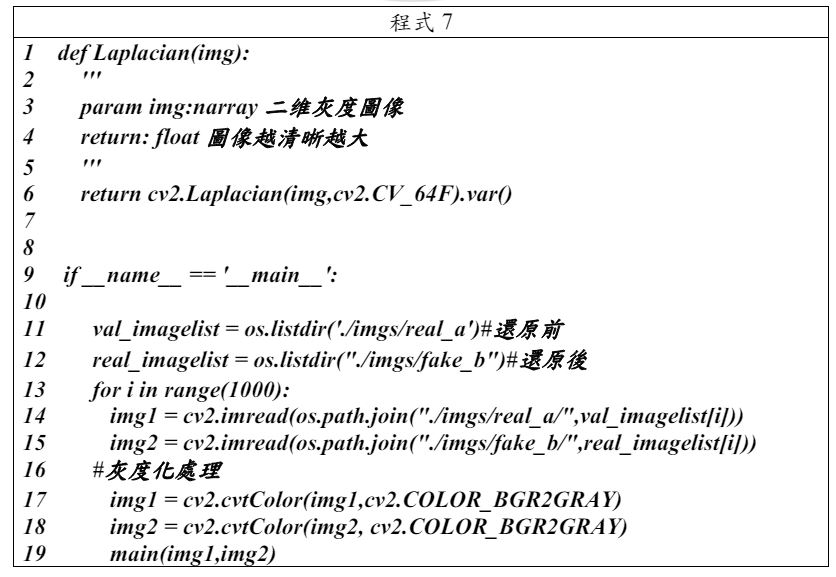 程式 7
1 def Laplacian(img):
2 '''
3 param img:narray 二维灰度圖像
4 return: float 圖像越清晰越大
5 '''
6 return cv2.Laplacian(img,cv2.CV_64F).var()
7
8
9 if __name__ == '__main__':
10
11 val_imagelist = os.listdir('./imgs/real_a')#還原前
12 real_imagelist = os.listdir("./imgs/fake_b")#還原後
13 for i in range(1000):
14 img1 = cv2.imread(os.path.join("./imgs/real_a/",val_imagelist[i]))
15 img2 = cv2.imread(os.path.join("./imgs/fake_b/",real_imagelist[i]))
16 #灰度化處理
17 img1 = cv2.cvtColor(img1,cv2.COLOR_BGR2GRAY)
18 img2 = cv2.cvtColor(img2, cv2.COLOR_BGR2GRAY)
19 main(img1,img2)